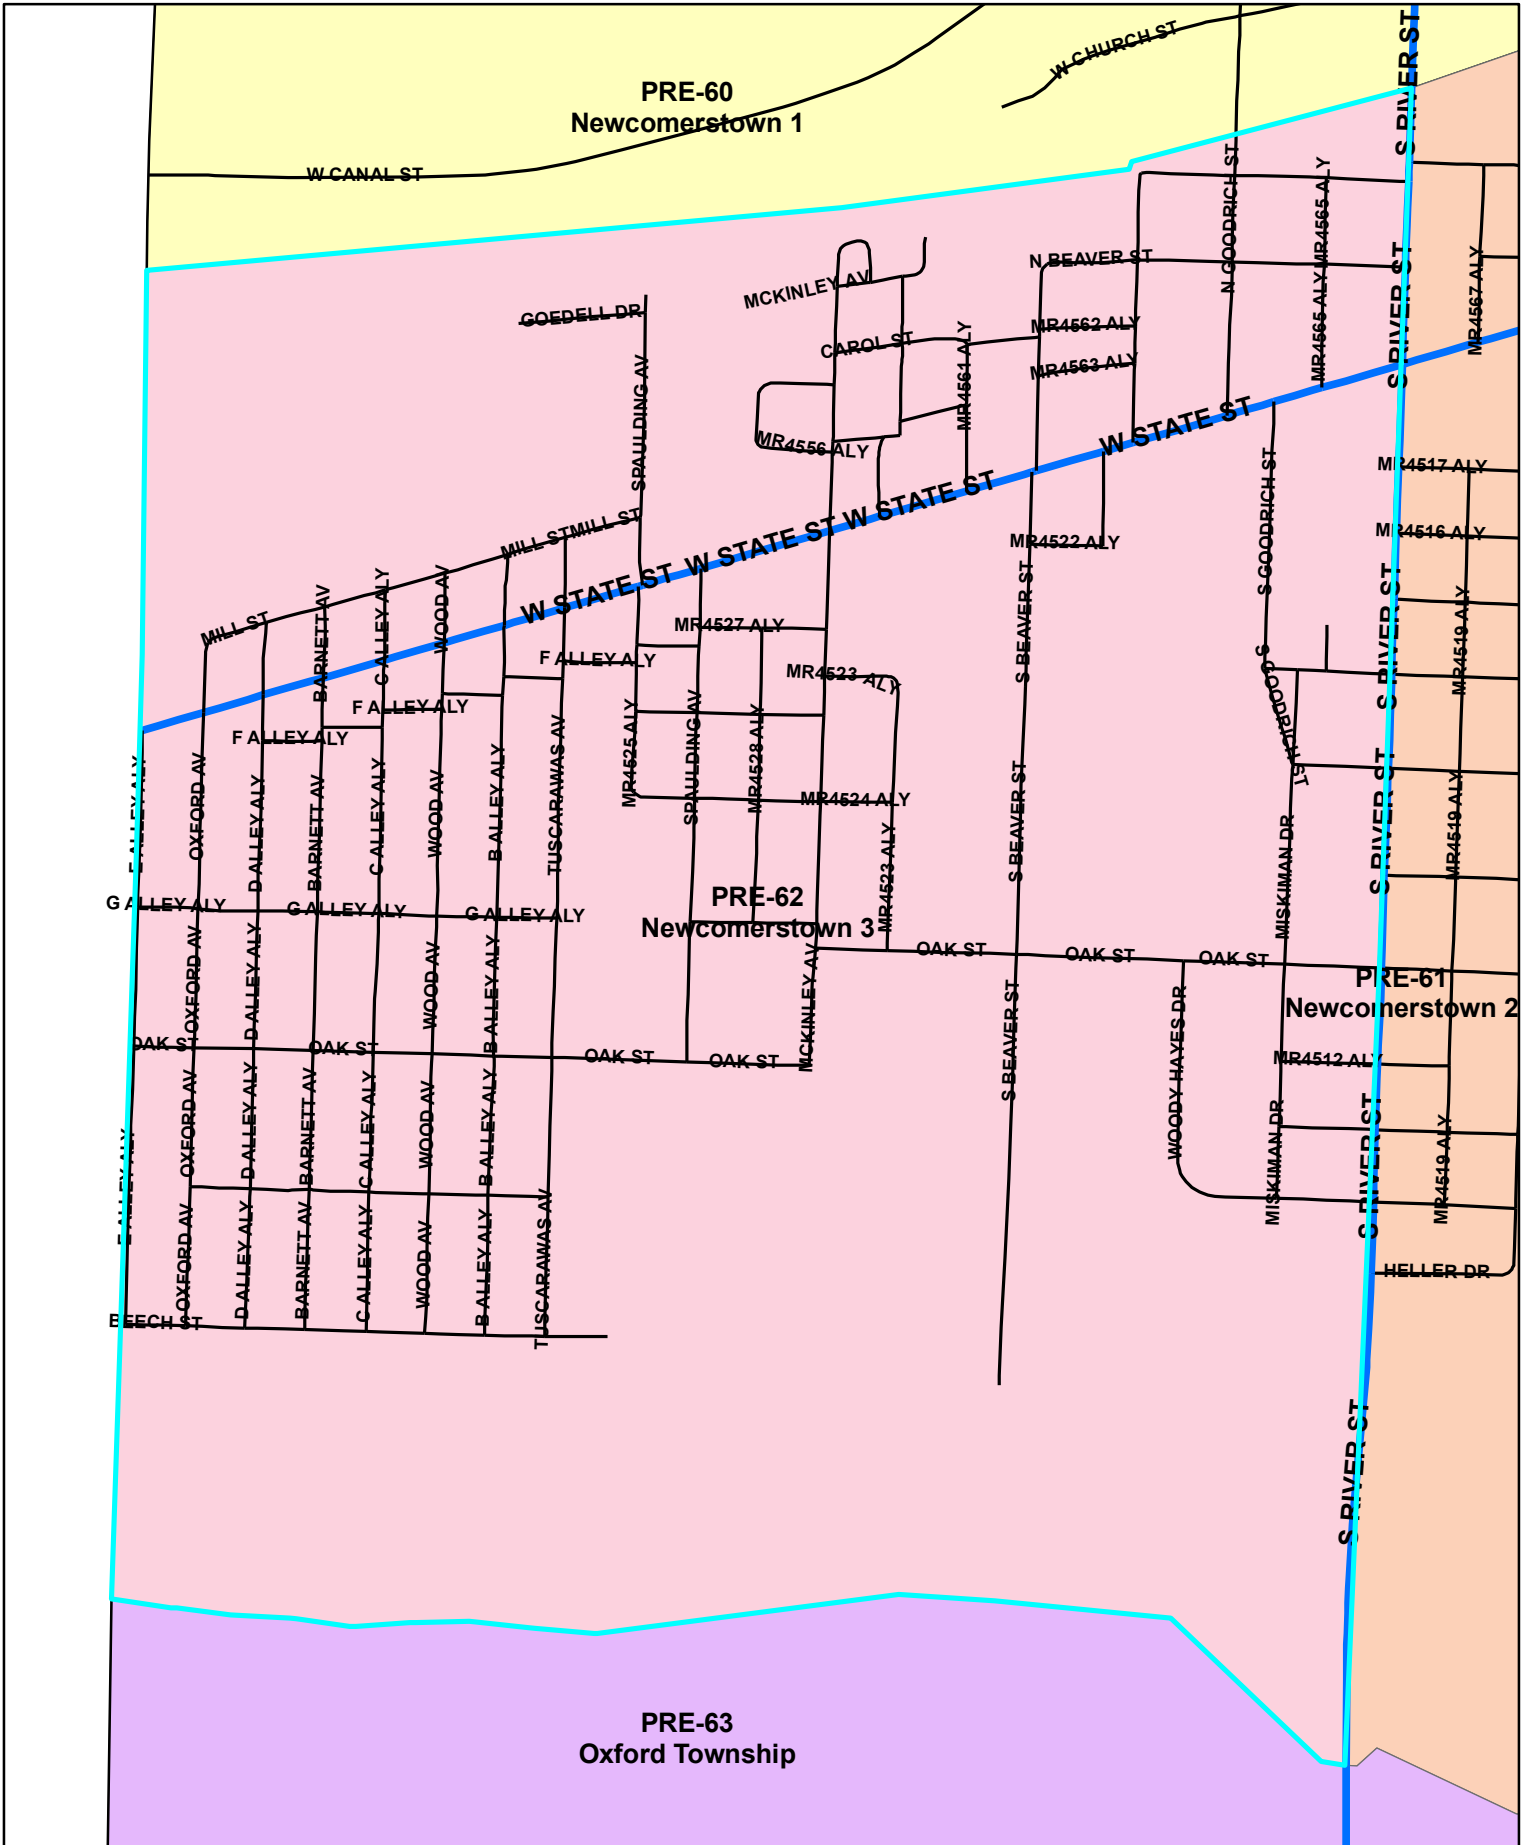 S RIVER ST
W CHURCH ST
PRE-60
Newcomerstown 1
S RIVER ST
W CANAL ST
N GOODRICH ST
MR4565 ALY
N BEAVER ST
MCKINLEY AV
S RIVER ST
MR4567 ALY
GOEDELL DR
MR4562 ALY
MR4565 ALY
CAROL ST
MR4561 ALY
MR4563 ALY
SPAULDING AV
W STATE ST
MR4556 ALY
MR4517 ALY
W STATE ST
S GOODRICH ST
MILL ST
MILL ST
W STATE ST
MR4522 ALY
MR4516 ALY
W STATE ST
BARNETT AV
C ALLEY ALY
WOOD AV
S BEAVER ST
S RIVER ST
MILL ST
MR4527 ALY
MR4519 ALY
F ALLEY ALY
MR4523 ALY
S GOODRICH ST
F ALLEY ALY
F ALLEY ALY
E ALLEY ALY
OXFORD AV
D ALLEY ALY
BARNETT AV
C ALLEY ALY
WOOD AV
B ALLEY ALY
TUSCARAWAS AV
MR4525 ALY
SPAULDING AV
MR4528 ALY
MR4524 ALY
S BEAVER ST
MISKIMAN DR
S RIVER ST
MR4519 ALY
MR4523 ALY
PRE-62
Newcomerstown 3
G ALLEY ALY
G ALLEY ALY
G ALLEY ALY
OAK ST
OAK ST
OAK ST
PRE-61
Newcomerstown 2
OXFORD AV
D ALLEY ALY
WOOD AV
B ALLEY ALY
MCKINLEY AV
S BEAVER ST
WOODY HAYES DR
OAK ST
OAK ST
OAK ST
OAK ST
MR4512 ALY
E ALLEY ALY
OXFORD AV
D ALLEY ALY
BARNETT AV
C ALLEY ALY
WOOD AV
B ALLEY ALY
MISKIMAN DR
S RIVER ST
MR4519 ALY
OXFORD AV
D ALLEY ALY
BARNETT AV
C ALLEY ALY
WOOD AV
B ALLEY ALY
TUSCARAWAS AV
HELLER DR
BEECH ST
S RIVER ST
PRE-63
Oxford Township